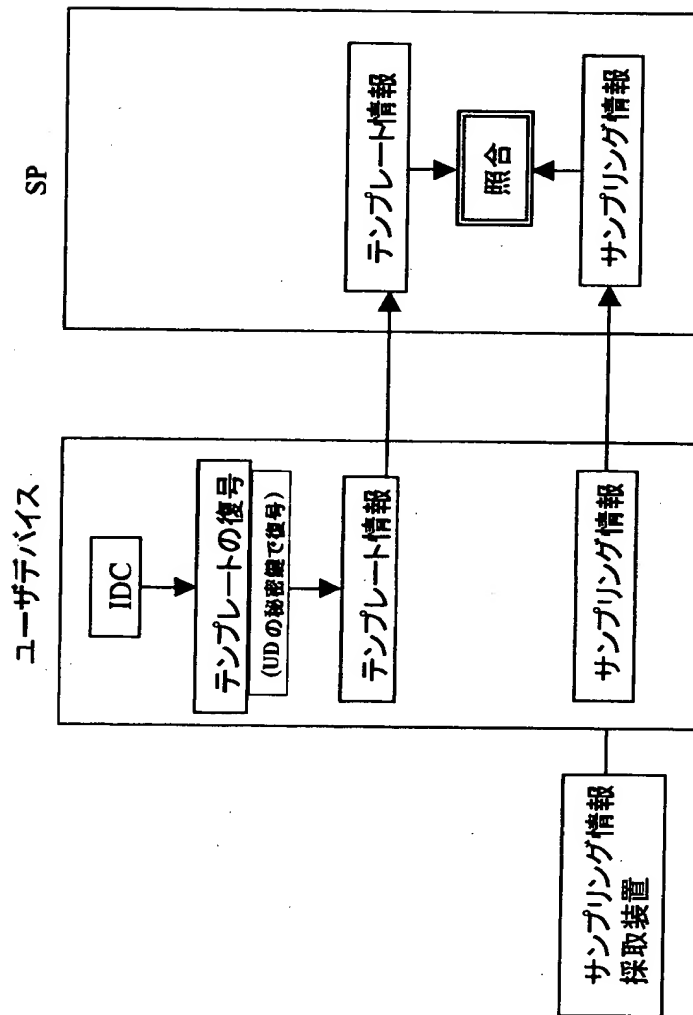 ユーザデバイス
SP
IDC
テンプレートの復号
(UDの秘密鍵で復号)
テンプレート情報
テンプレート情報
照合
サンプリング情報
採取装置
サンプリング情報
サンプリング情報